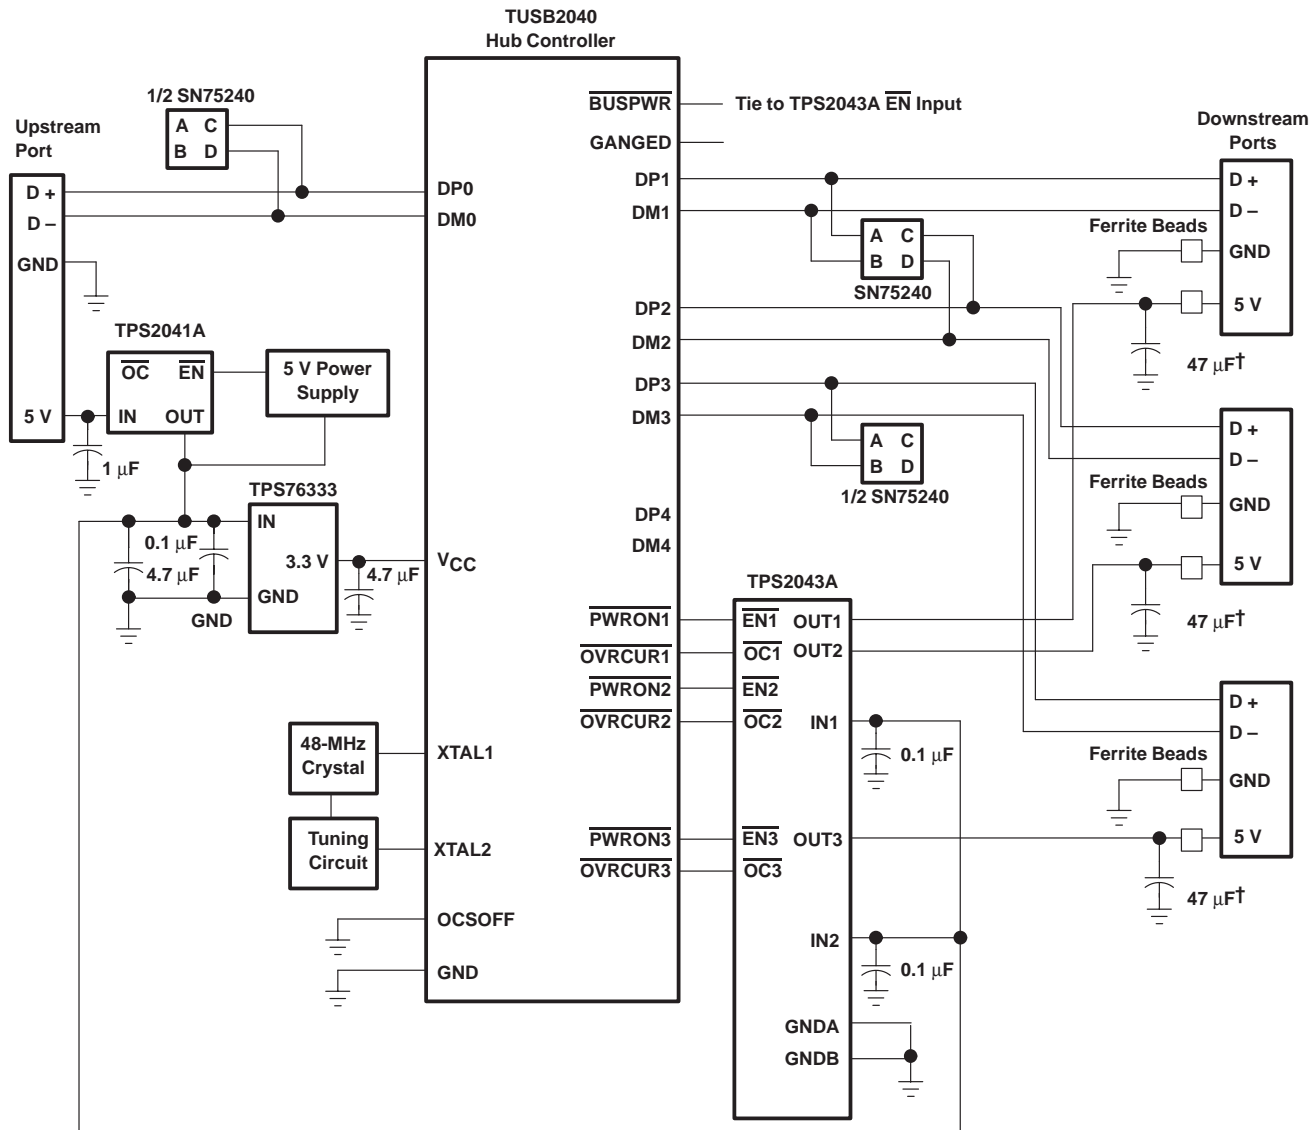 TUSB2040
Hub Controller
1/2 SN75240
A C
B D
Upstream
Port
D +
D –
GND
5 V
DP0
DM0
BUSPWR
Tie to TPS2043A EN Input
GANGED
DP1
DM1
A C
B D
SN75240
DP2
DM2
DP3
DM3
A C
B D
1/2 SN75240
DP4
DM4
Downstream
Ports
D +
D –
Ferrite Beads
GND
5 V
47 μF†
D +
D –
Ferrite Beads
GND
5 V
47 μF†
D +
D –
Ferrite Beads
GND
5 V
47 μF†
TPS2041A
OC EN
IN OUT
5 V Power
Supply
1 μF
TPS76333
IN
3.3 V
GND
0.1 μF
4.7 μF
GND
4.7 μF
VCC
TPS2043A
PWRON1
EN1 OUT1
OVRCUR1
OC1 OUT2
PWRON2
EN2
OVRCUR2
OC2 IN1
0.1 μF
48-MHz
Crystal
XTAL1
Tuning
Circuit
XTAL2
PWRON3
EN3 OUT3
OVRCUR3
OC3
OCSOFF
GND
IN2
0.1 μF
GNDA
GNDB